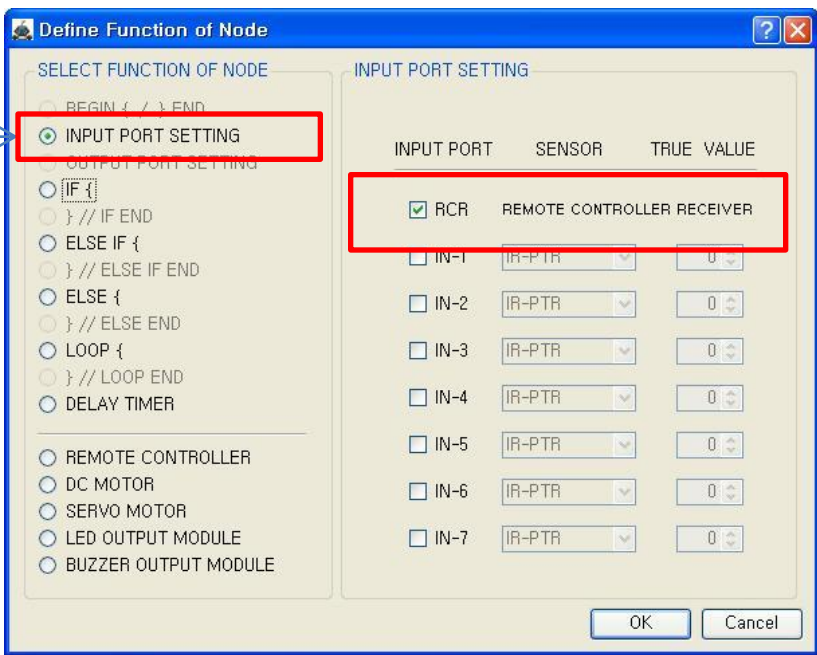 Define Function of Node
SELECT FUNCTION OF NODE
BEGIN { / } END
INPUT PORT SETTING
OUTPUT PORT SETTING
IF {
} // IF END
ELSE IF {
} // ELSE IF END
ELSE {
} // ELSE END
LOOP {
} // LOOP END
DELAY TIMER
REMOTE CONTROLLER
DC MOTOR
SERVO MOTOR
LED OUTPUT MODULE
BUZZER OUTPUT MODULE
INPUT PORT SETTING
INPUT PORT SENSOR TRUE VALUE
RCR REMOTE CONTROLLER RECEIVER
IN-1 IR-PTR 0
IN-2 IR-PTR 0
IN-3 IR-PTR 0
IN-4 IR-PTR 0
IN-5 IR-PTR 0
IN-6 IR-PTR 0
IN-7 IR-PTR 0
OK Cancel